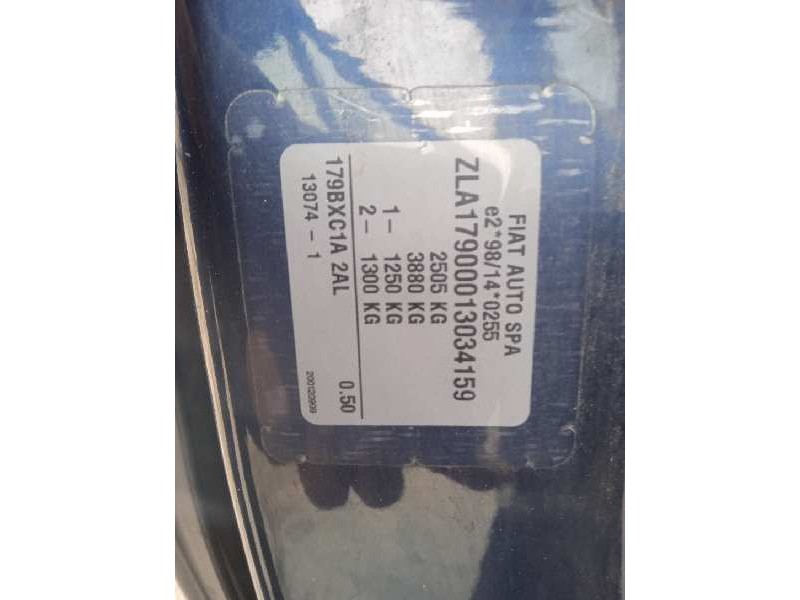 FIAT AUTO SPA
e2*98/14*0255
ZLA17900013034159
2505 KG
3880 KG
1- 1250 KG
2- 1300 KG
179BXC1A 2AL 0.50
13074 - 1 200120909